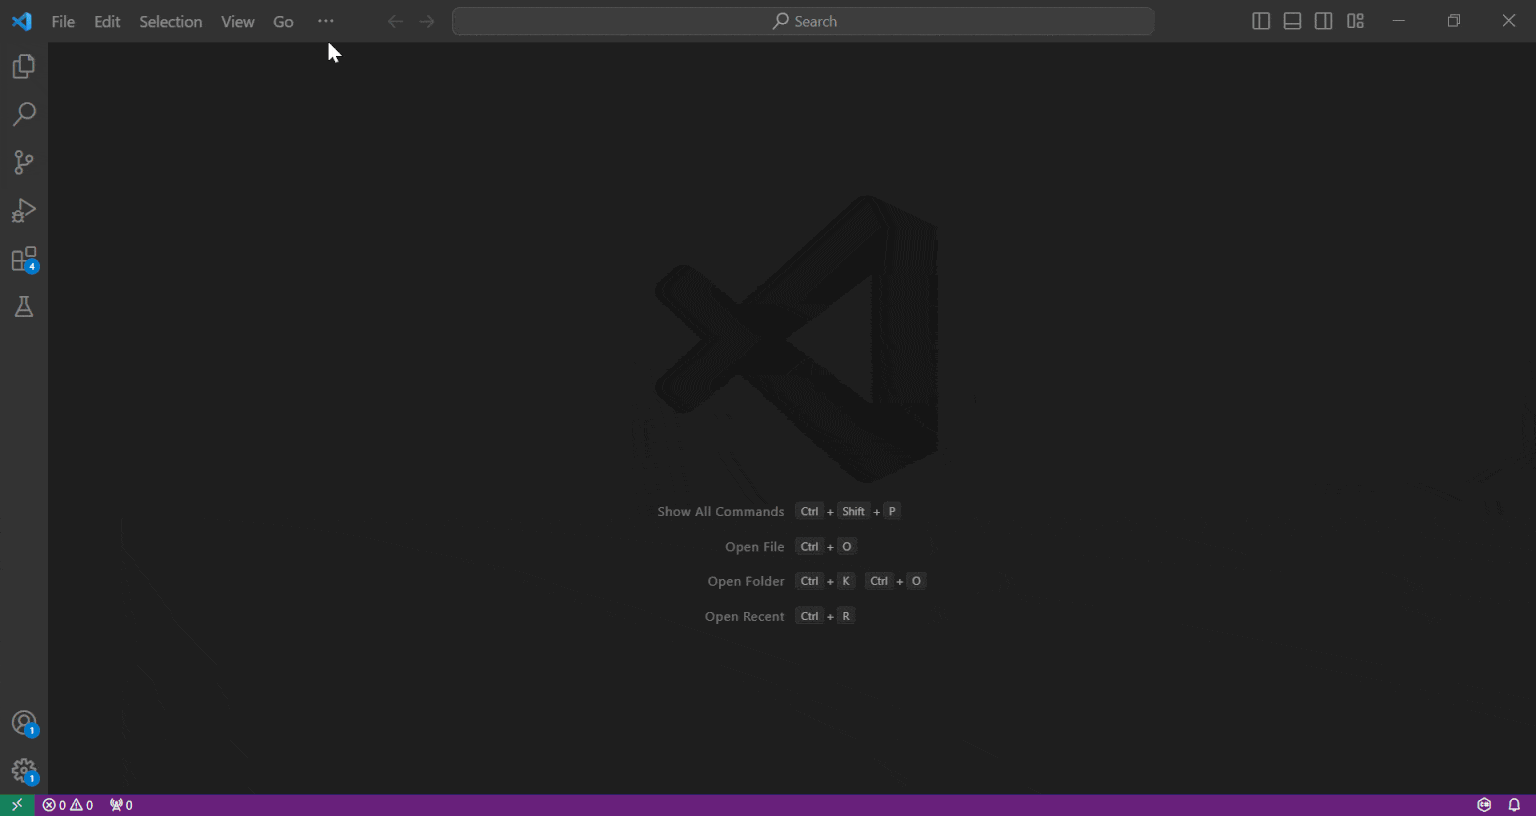 File Edit Selection View Go ··· Search
4
Show All Commands Ctrl + Shift + P
Open File Ctrl + O
Open Folder Ctrl + K Ctrl + O
Open Recent Ctrl + R
1
1
0 0 0